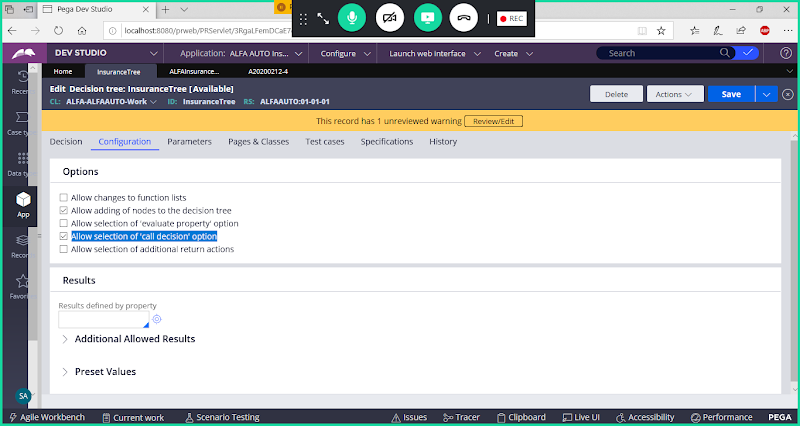 Pega Dev Studio
REC
localhost:8080/prweb/PRServlet/3RgaLFemDCaE7
DEV STUDIO
Application: ALFA AUTO Ins...
Configure
Launch web interface
Create
Search
Home
InsuranceTree
ALFAInsurance...
A20200212-4
Recen
Case ty
Data ty
App
Recor
Favori
SA
Edit Decision tree: InsuranceTree [Available]
CL: ALFA-ALFAAUTO-Work ID: InsuranceTree RS: ALFAAUTO:01-01-01
Delete
Actions
Save
This record has 1 unreviewed warning Review/Edit
Decision Configuration Parameters Pages & Classes Test cases Specifications History
Options
Allow changes to function lists
Allow adding of nodes to the decision tree
Allow selection of 'evaluate property' option
Allow selection of 'call decision' option
Allow selection of additional return actions
Results
Results defined by property
Additional Allowed Results
Preset Values
Agile Workbench Current work Scenario Testing Issues Tracer Clipboard Live UI Accessibility Performance PEGA